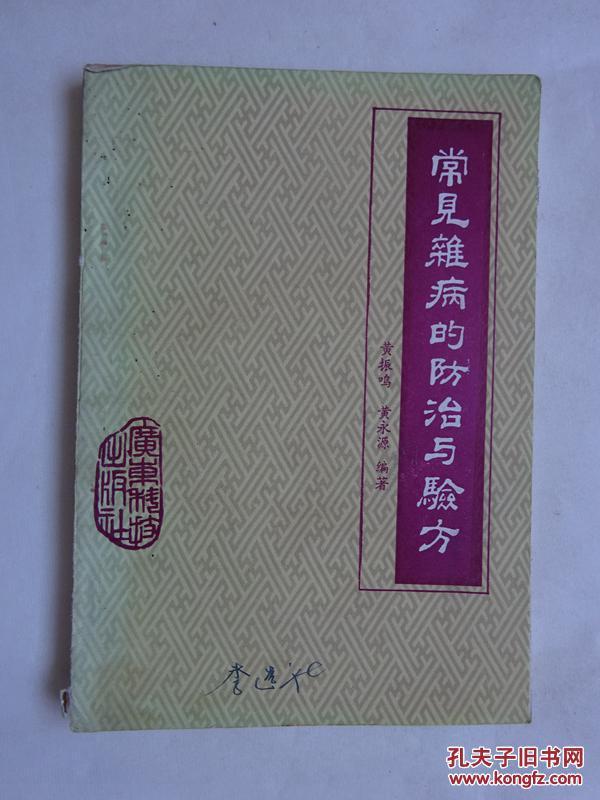 常見雜病的防治与驗方
黄振鸣 黄永源 编著
廣東科技
出版社
孔夫子旧书网
www.kongfz.com